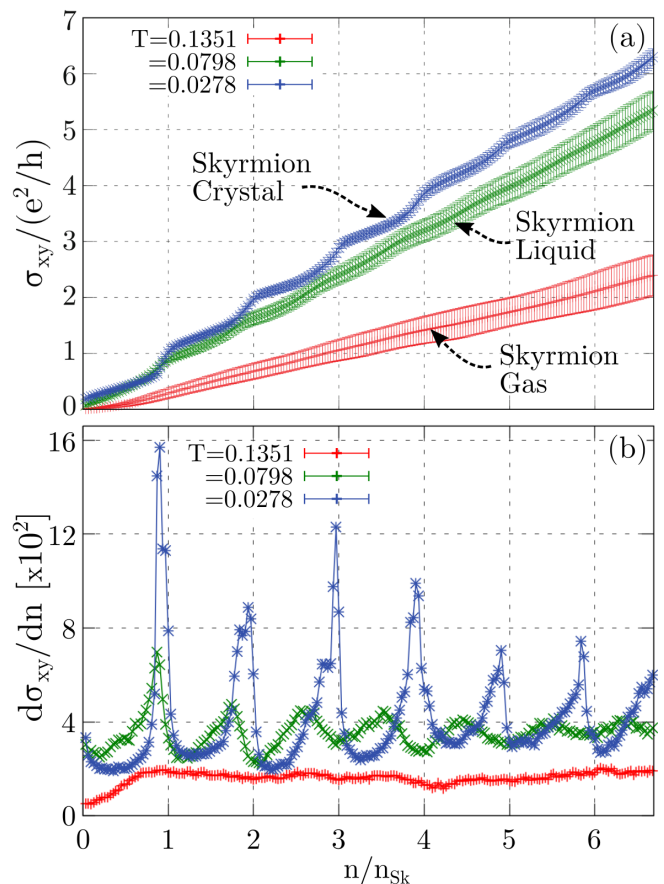 (a)
T=0.1351
=0.0798
=0.0278
7
6
5
4
3
2
1
0
σxy/(e²/h)
Skyrmion
Crystal
Skyrmion
Liquid
Skyrmion
Gas
(b)
T=0.1351
=0.0798
=0.0278
16
12
8
4
0
dσxy/dn [x10²]
0 1 2 3 4 5 6
n/nSk